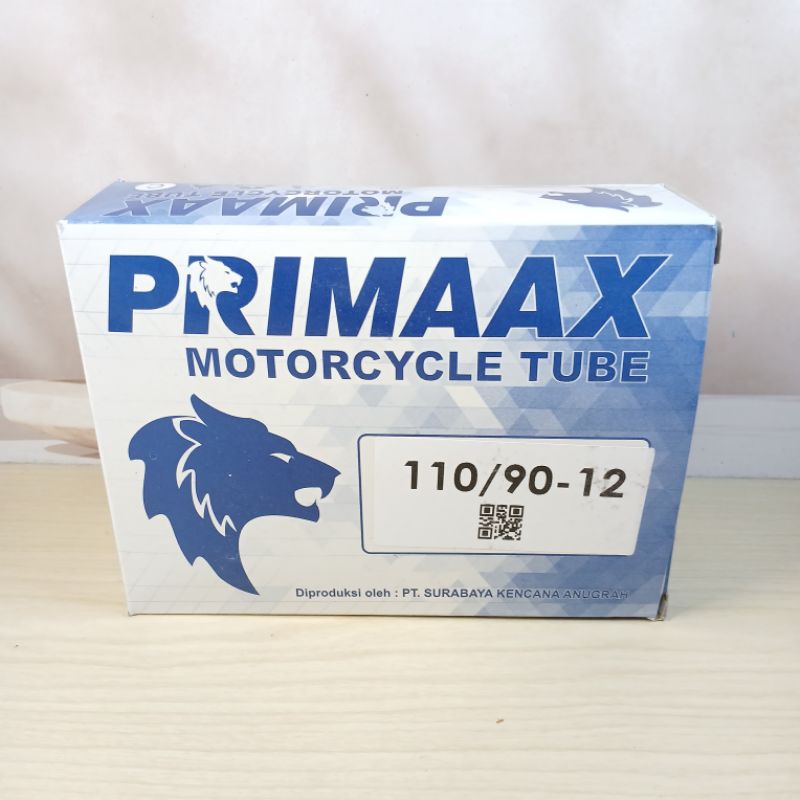 PRIMAAX
MOTORCYCLE TUBE
PRIMAAX
MOTORCYCLE TUBE
110/90-12
Diproduksi oleh : PT. SURABAYA KENCANA ANUGRAH